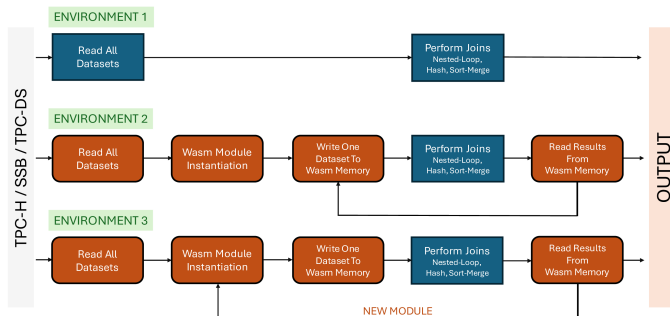 ENVIRONMENT 1
TPC-H / SSB / TPC-DS
Read All
Datasets
Perform Joins
Nested-Loop,
Hash, Sort-Merge
OUTPUT
ENVIRONMENT 2
Read All
Datasets
Wasm Module
Instantiation
Write One
Dataset To
Wasm Memory
Perform Joins
Nested-Loop,
Hash, Sort-Merge
Read Results
From
Wasm Memory
ENVIRONMENT 3
Read All
Datasets
Wasm Module
Instantiation
Write One
Dataset To
Wasm Memory
Perform Joins
Nested-Loop,
Hash, Sort-Merge
Read Results
From
Wasm Memory
NEW MODULE